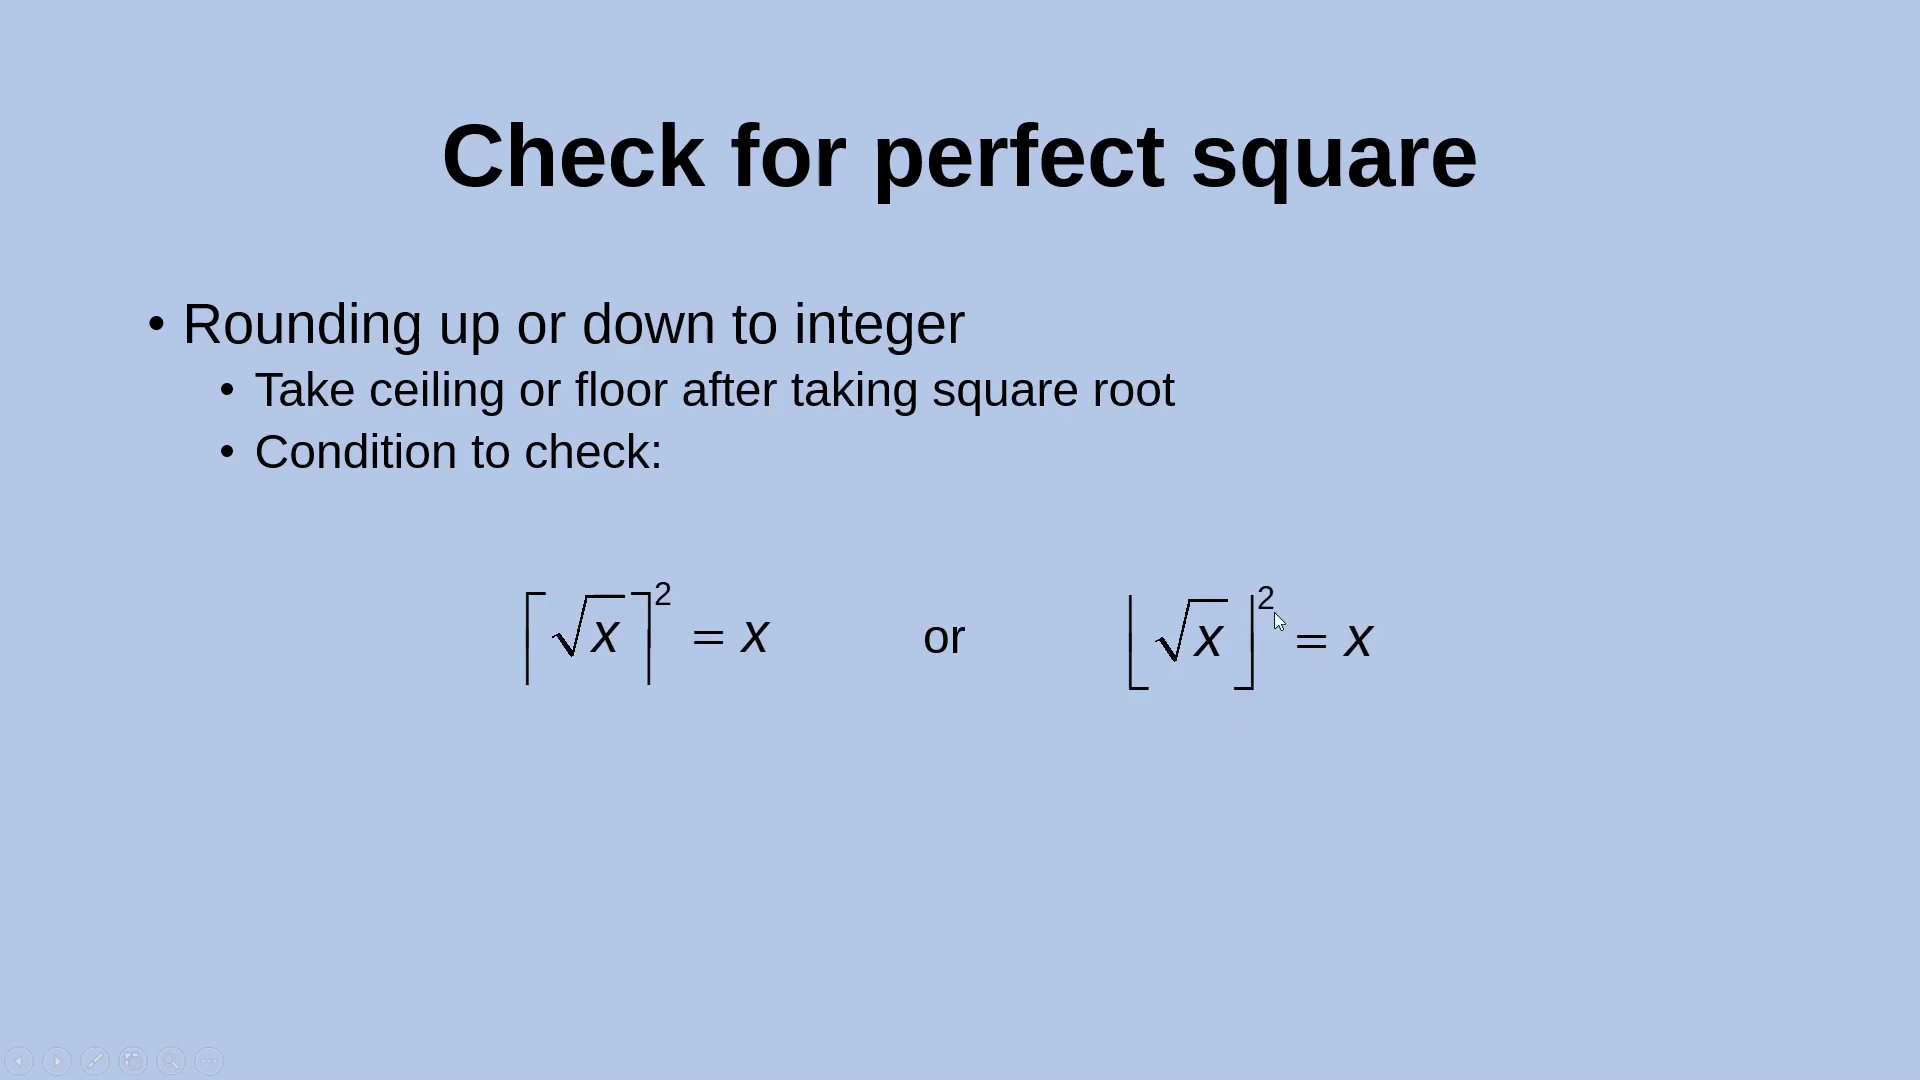 Check for perfect square
• Rounding up or down to integer
• Take ceiling or floor after taking square root
• Condition to check:
⌈√x⌉² = x or ⌊√x⌋² = x